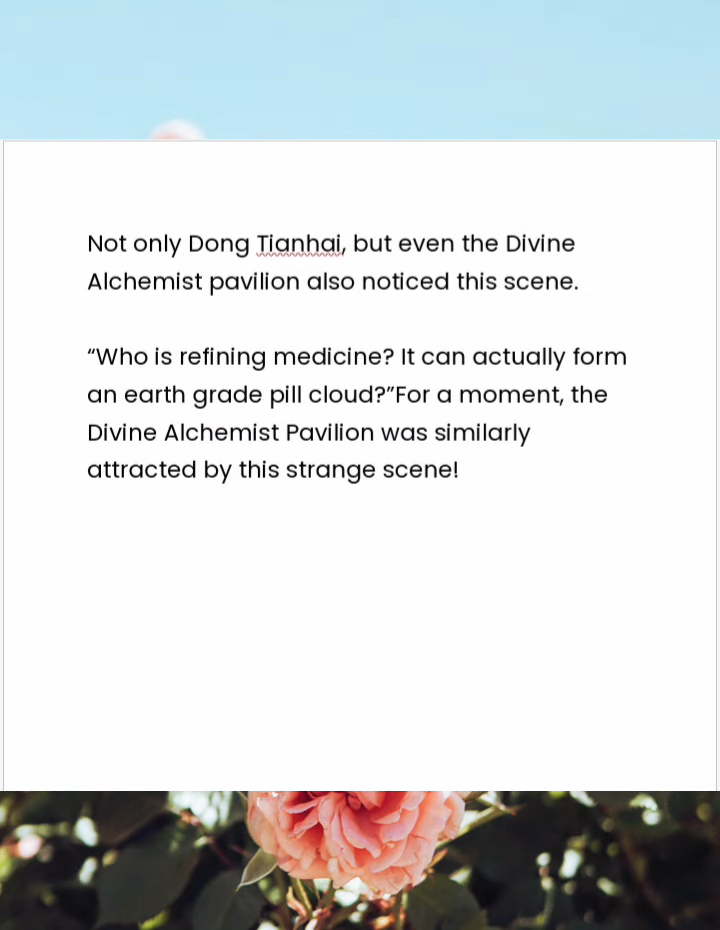 Not only Dong Tianhai, but even the Divine
Alchemist pavilion also noticed this scene.
“Who is refining medicine? It can actually form
an earth grade pill cloud?”For a moment, the
Divine Alchemist Pavilion was similarly
attracted by this strange scene!